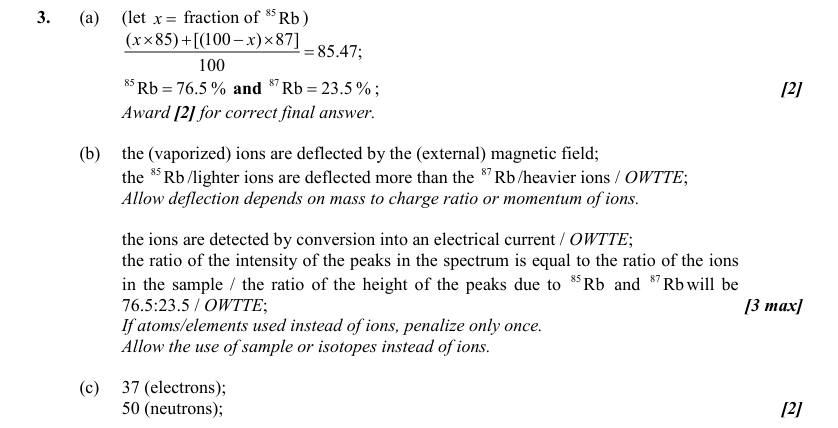 3. (a) (let x = fraction of ⁸⁵Rb)
(x×85)+[(100−x)×87]
100
= 85.47;
⁸⁵Rb = 76.5 % and ⁸⁷Rb = 23.5 %; [2]
Award [2] for correct final answer.
(b) the (vaporized) ions are deflected by the (external) magnetic field;
the ⁸⁵Rb/lighter ions are deflected more than the ⁸⁷Rb/heavier ions / OWTTE;
Allow deflection depends on mass to charge ratio or momentum of ions.
the ions are detected by conversion into an electrical current / OWTTE;
the ratio of the intensity of the peaks in the spectrum is equal to the ratio of the ions
in the sample / the ratio of the height of the peaks due to ⁸⁵Rb and ⁸⁷Rb will be
76.5:23.5 / OWTTE; [3 max]
If atoms/elements used instead of ions, penalize only once.
Allow the use of sample or isotopes instead of ions.
(c) 37 (electrons);
50 (neutrons); [2]